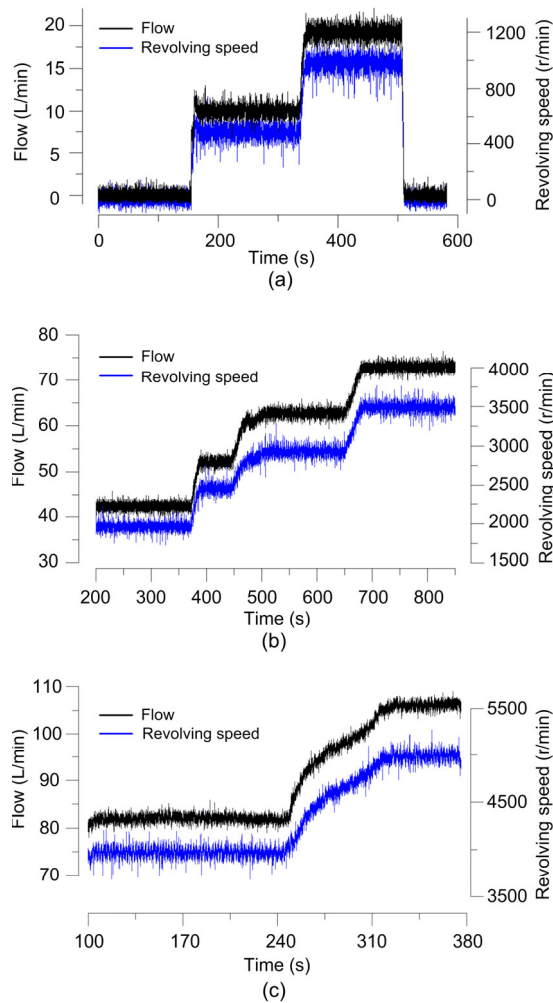 20
15
10
5
0
Flow (L/min)
Flow
Revolving speed
1200
800
400
0
Revolving speed (r/min)
0 200 400 600
Time (s)
(a)
80
70
60
50
40
30
Flow (L/min)
Flow
Revolving speed
4000
3500
3000
2500
2000
1500
Revolving speed (r/min)
200 300 400 500 600 700 800
Time (s)
(b)
110
100
90
80
70
Flow (L/min)
Flow
Revolving speed
5500
4500
3500
Revolving speed (r/min)
100 170 240 310 380
Time (s)
(c)